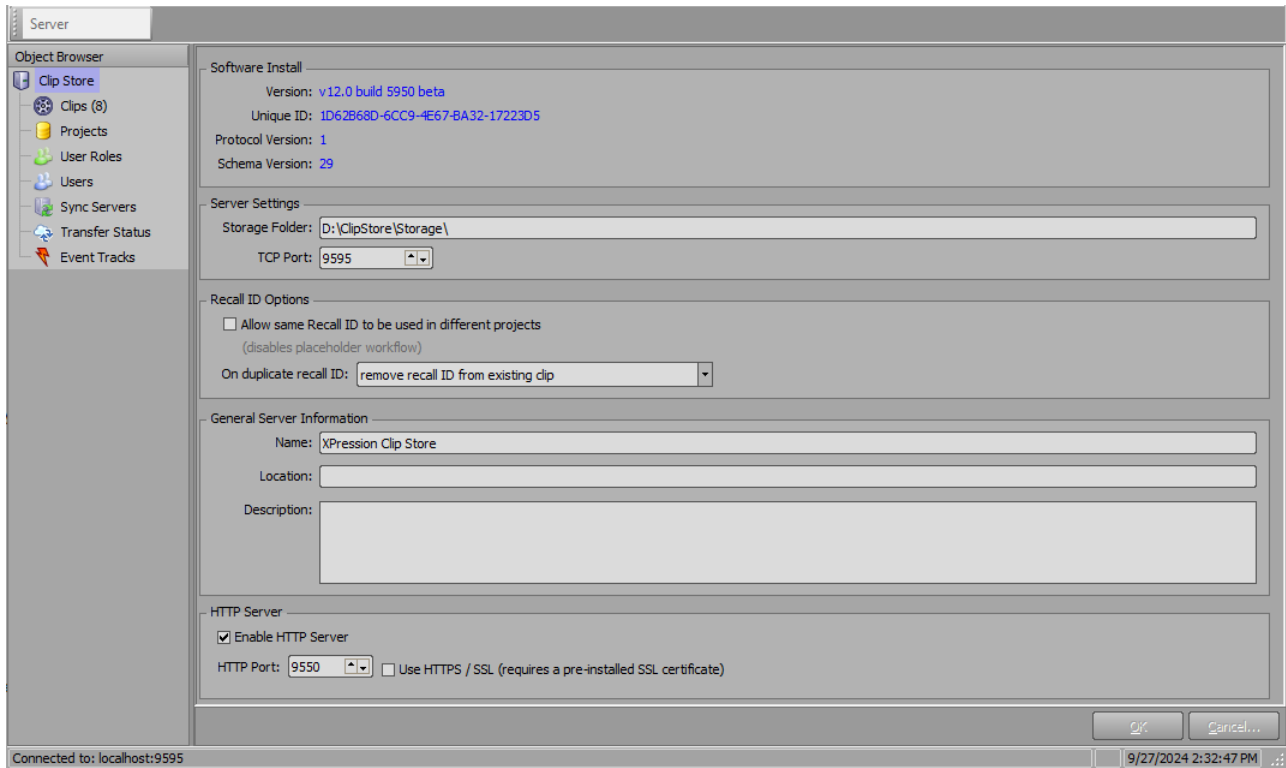 Server
Object Browser
Clip Store
Clips (8)
Projects
User Roles
Users
Sync Servers
Transfer Status
Event Tracks
Software Install
Version: v12.0 build 5950 beta
Unique ID: 1D62B68D-6CC9-4E67-BA32-17223D5
Protocol Version: 1
Schema Version: 29
Server Settings
Storage Folder: D:\ClipStore\Storage\
TCP Port: 9595
Recall ID Options
Allow same Recall ID to be used in different projects
(disables placeholder workflow)
On duplicate recall ID: remove recall ID from existing clip
General Server Information
Name: XPression Clip Store
Location:
Description:
HTTP Server
Enable HTTP Server
HTTP Port: 9550 Use HTTPS / SSL (requires a pre-installed SSL certificate)
OK Cancel...
Connected to: localhost:9595 9/27/2024 2:32:47 PM